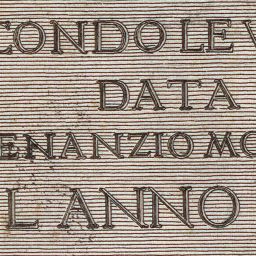 CONDO LE V
DATA
ENANZIO MO
L ANNO